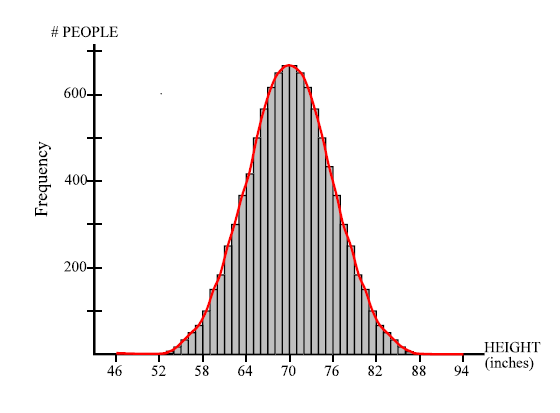 # PEOPLE
600
400
200
Frequency
46 52 58 64 70 76 82 88 94
HEIGHT
(inches)